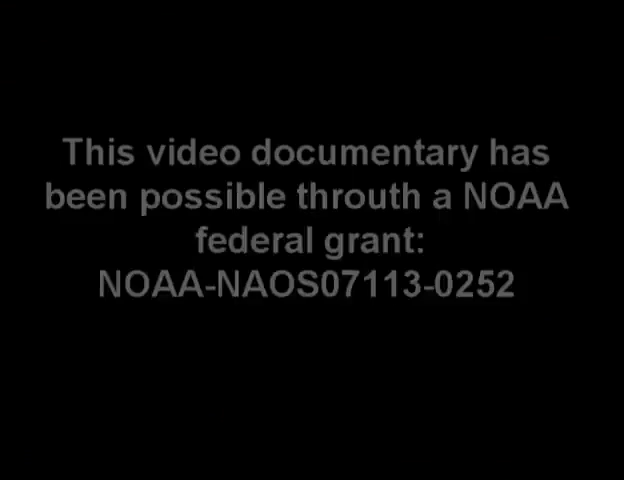 This video documentary has
been possible throuth a NOAA
federal grant:
NOAA-NAOS07113-0252